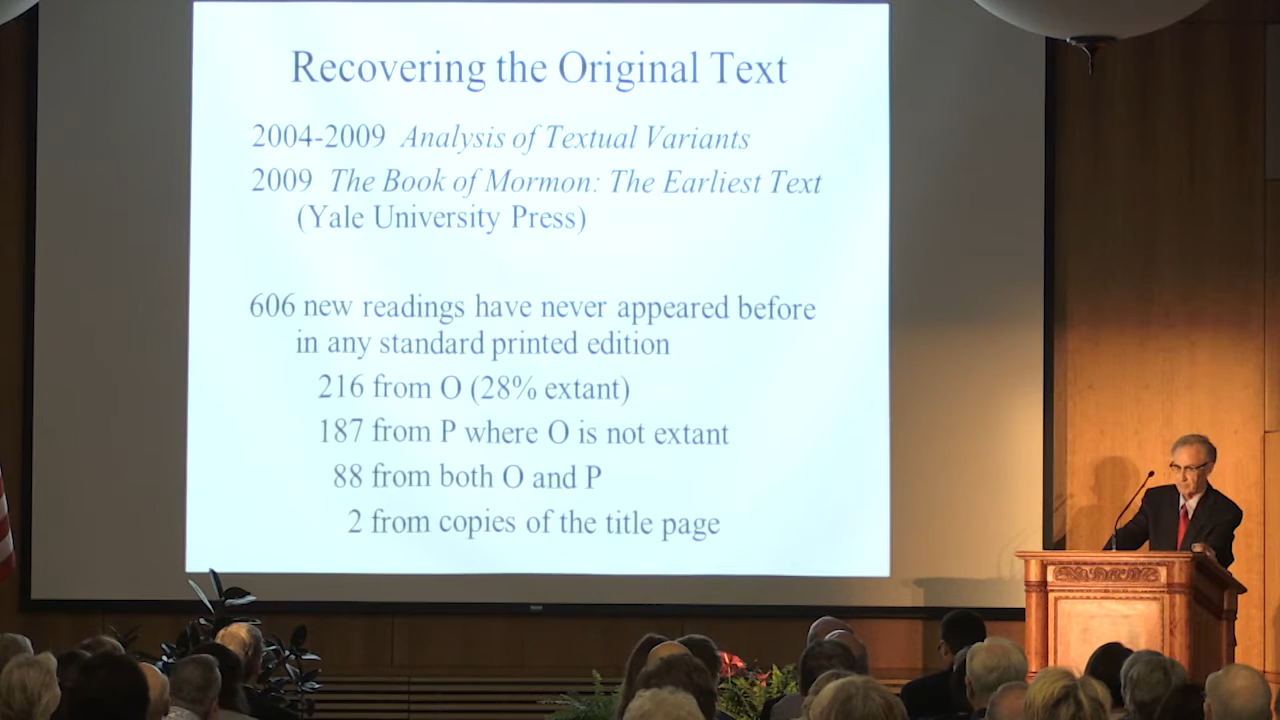 Recovering the Original Text
2004-2009 Analysis of Textual Variants
2009 The Book of Mormon: The Earliest Text
(Yale University Press)
606 new readings have never appeared before
in any standard printed edition
216 from O (28% extant)
187 from P where O is not extant
88 from both O and P
2 from copies of the title page